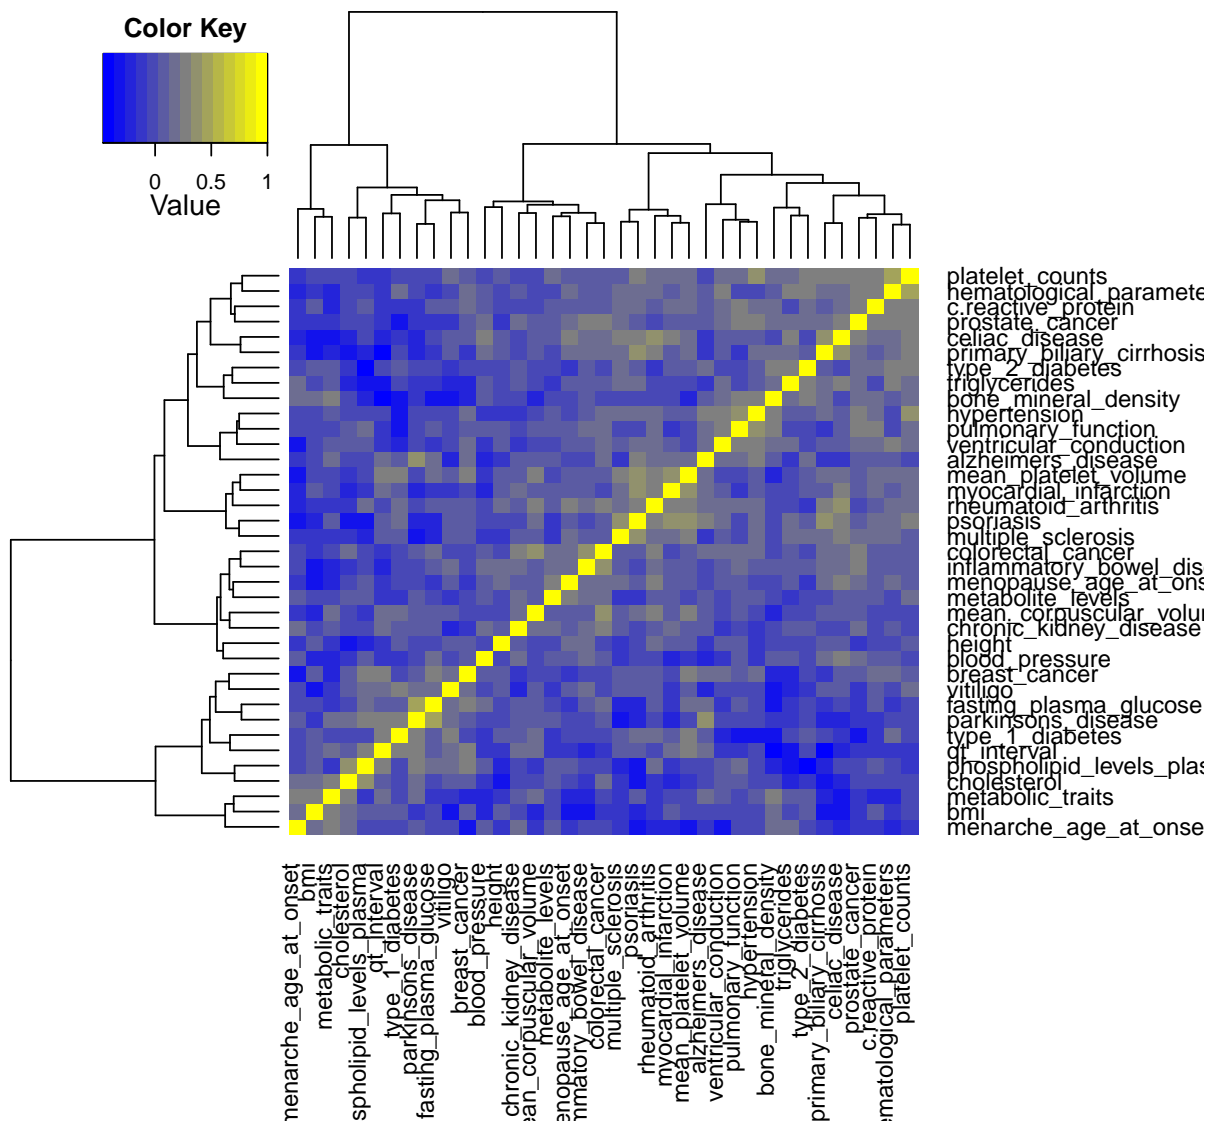 Color Key
0 0.5 1
Value
platelet_counts
hematological_paramete
c.reactive_protein
prostate_cancer
celiac_disease
primary_biliary_cirrhosis
type_2_diabetes
triglycerides
bone_mineral_density
hypertension
pulmonary_function
ventricular_conduction
alzheimers_disease
mean_platelet_volume
myocardial_infarction
rheumatoid_arthritis
psoriasis
multiple_sclerosis
colorectal_cancer
inflammatory_bowel_dis
menopause_age_at_ons
metabolite_levels
mean_corpuscular_volu
chronic_kidney_disease
height
blood_pressure
breast_cancer
vitiligo
fasting_plasma_glucose
parkinsons_disease
type_1_diabetes
qt_interval
phospholipid_levels_plas
cholesterol
metabolic_traits
bmi
menarche_age_at_onse
menarche_age_at_onset
bmi
metabolic_traits
cholesterol
spholipid_levels_plasma
qt_interval
type_1_diabetes
parkinsons_disease
fasting_plasma_glucose
vitiligo
breast_cancer
blood_pressure
height
chronic_kidney_disease
ean_corpuscular_volume
metabolite_levels
enopause_age_at_onset
mmatory_bowel_disease
colorectal_cancer
multiple_sclerosis
psoriasis
rheumatoid_arthritis
myocardial_infarction
mean_platelet_volume
alzheimers_disease
ventricular_conduction
pulmonary_function
hypertension
bone_mineral_density
triglycerides
type_2_diabetes
primary_biliary_cirrhosis
celiac_disease
prostate_cancer
c.reactive_protein
ematological_parameters
platelet_counts